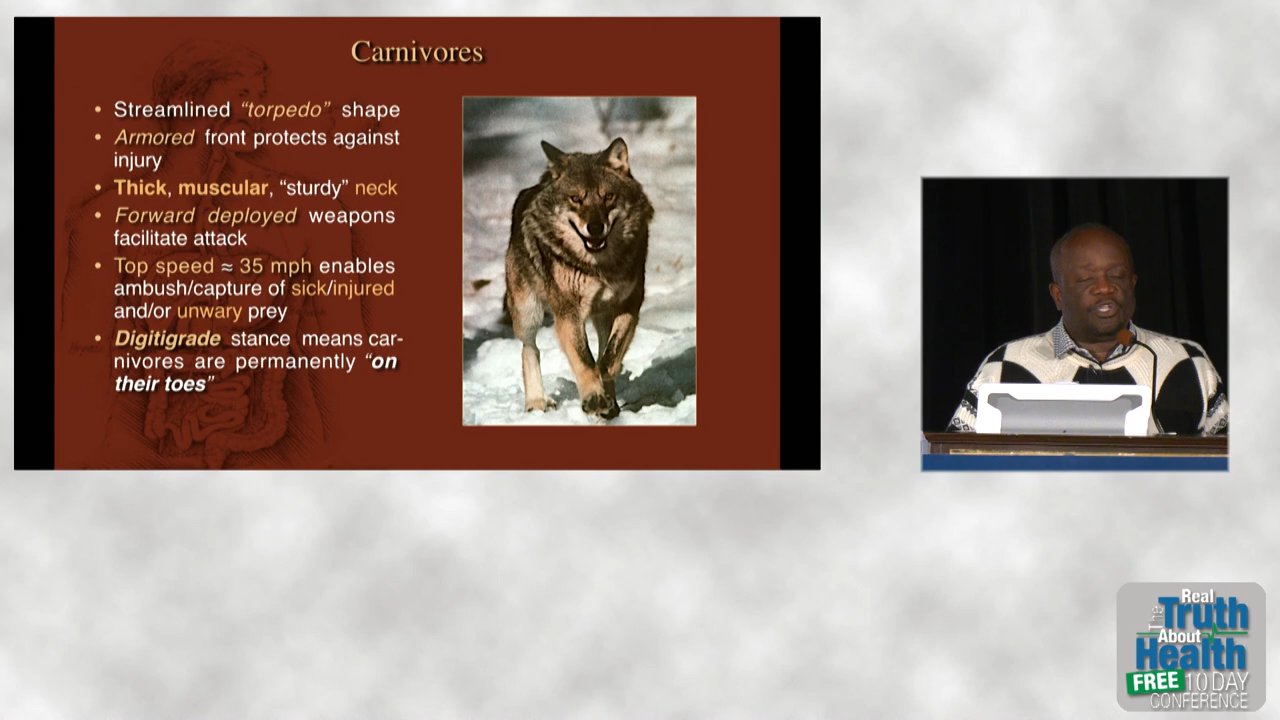 Carnivores
• Streamlined “torpedo” shape
• Armored front protects against
injury
• Thick, muscular, “sturdy” neck
• Forward deployed weapons
facilitate attack
• Top speed ≈ 35 mph enables
ambush/capture of sick/injured
and/or unwary prey
• Digitigrade stance means car-
nivores are permanently “on
their toes”
The Real
Truth
About
Health
FREE 10 DAY
CONFERENCE